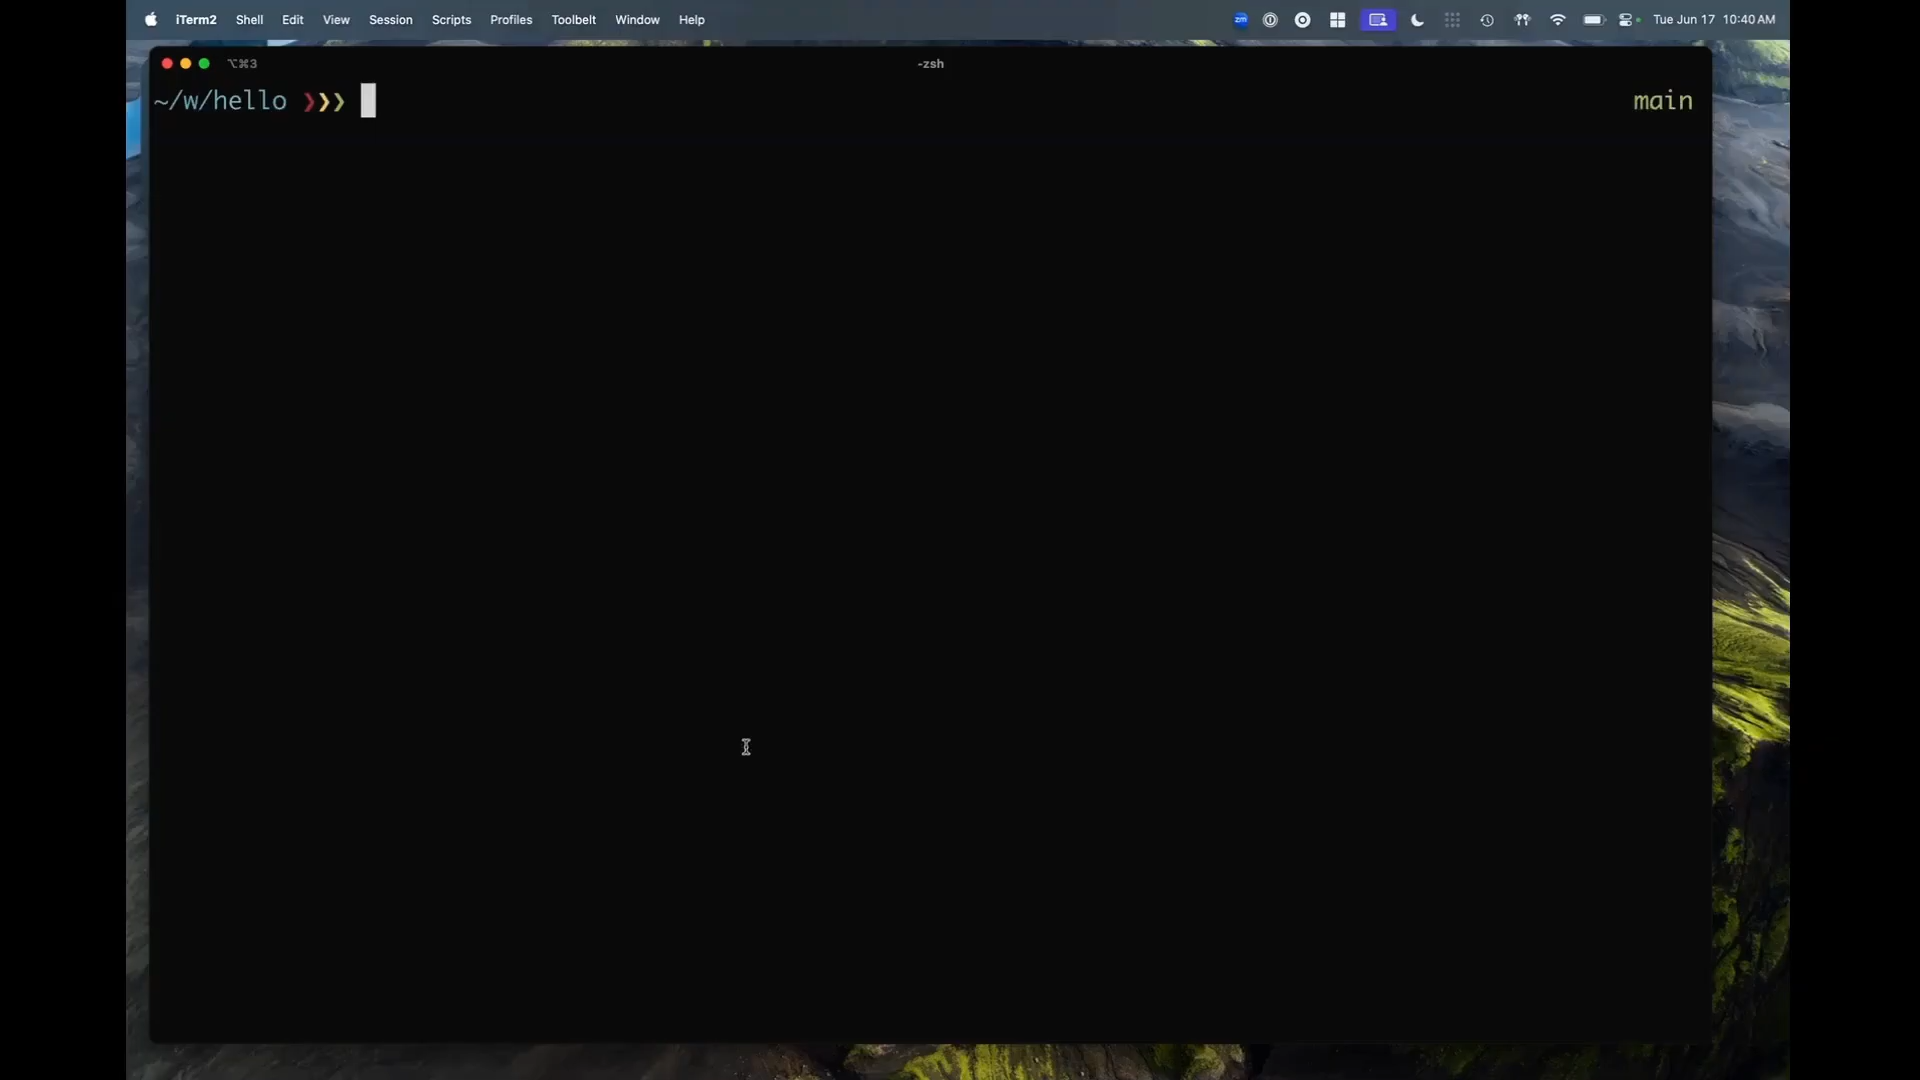 iTerm2 Shell Edit View Session Scripts Profiles Toolbelt Window Help zm Tue Jun 17 10:40 AM
⌥⌘3 -zsh
~/w/hello ❯❯❯ main